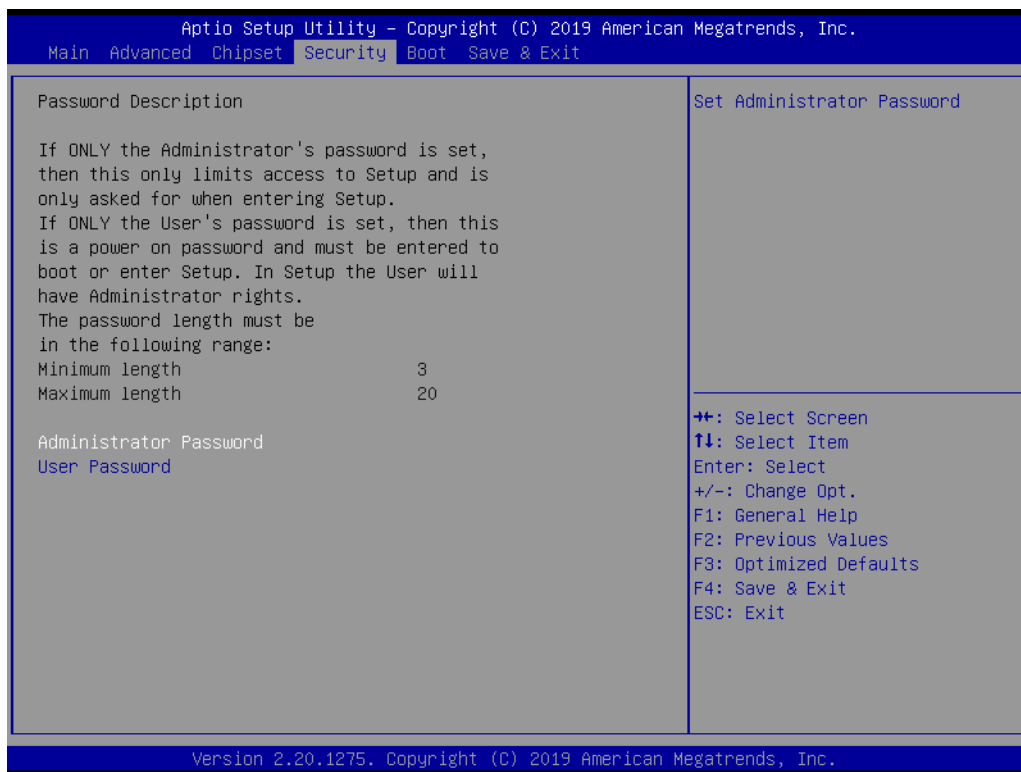 Aptio Setup Utility – Copyright (C) 2019 American Megatrends, Inc.
Main Advanced Chipset Security Boot Save & Exit
Password Description
If ONLY the Administrator's password is set,
then this only limits access to Setup and is
only asked for when entering Setup.
If ONLY the User's password is set, then this
is a power on password and must be entered to
boot or enter Setup. In Setup the User will
have Administrator rights.
The password length must be
in the following range:
Minimum length 3
Maximum length 20
Administrator Password
User Password
Set Administrator Password
→←: Select Screen
↑↓: Select Item
Enter: Select
+/-: Change Opt.
F1: General Help
F2: Previous Values
F3: Optimized Defaults
F4: Save & Exit
ESC: Exit
Version 2.20.1275. Copyright (C) 2019 American Megatrends, Inc.